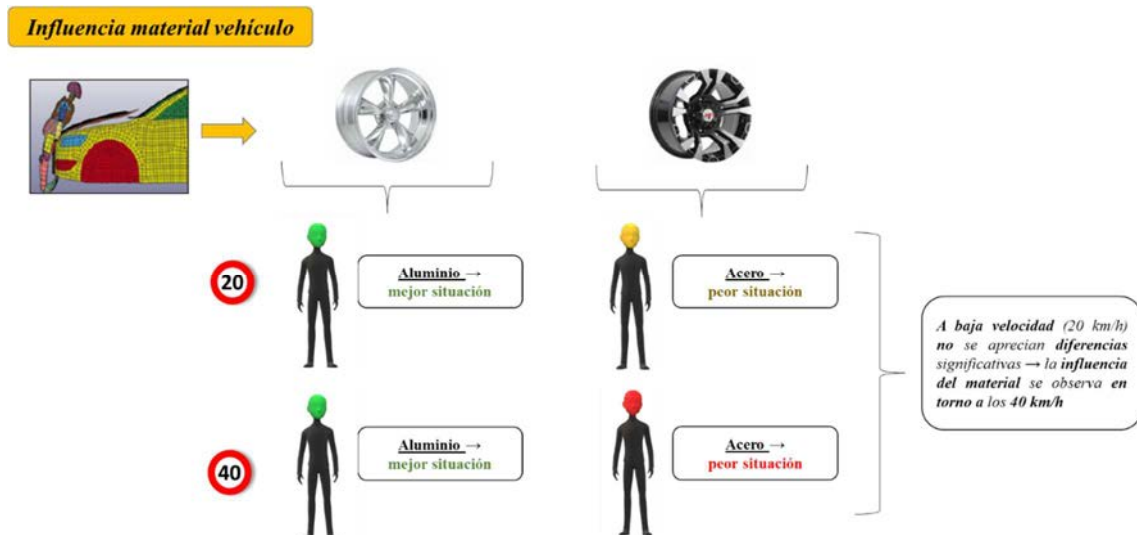 Influencia material vehículo
20
Aluminio →
mejor situación
Acero →
peor situación
A baja velocidad (20 km/h)
no se aprecian diferencias
significativas → la influencia
del material se observa en
torno a los 40 km/h
40
Aluminio →
mejor situación
Acero →
peor situación